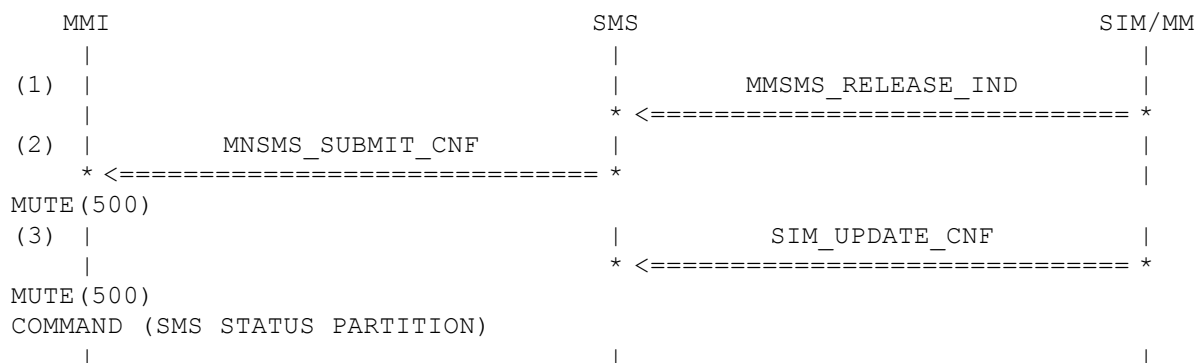 MMI SMS SIM/MM
| | |
(1) | | MMSMS_RELEASE_IND |
| * <============================== *
(2) | MNSMS_SUBMIT_CNF | |
* <============================== * |
MUTE(500)
(3) | | SIM_UPDATE_CNF |
| * <============================== *
MUTE(500)
COMMAND (SMS STATUS PARTITION)
| | |